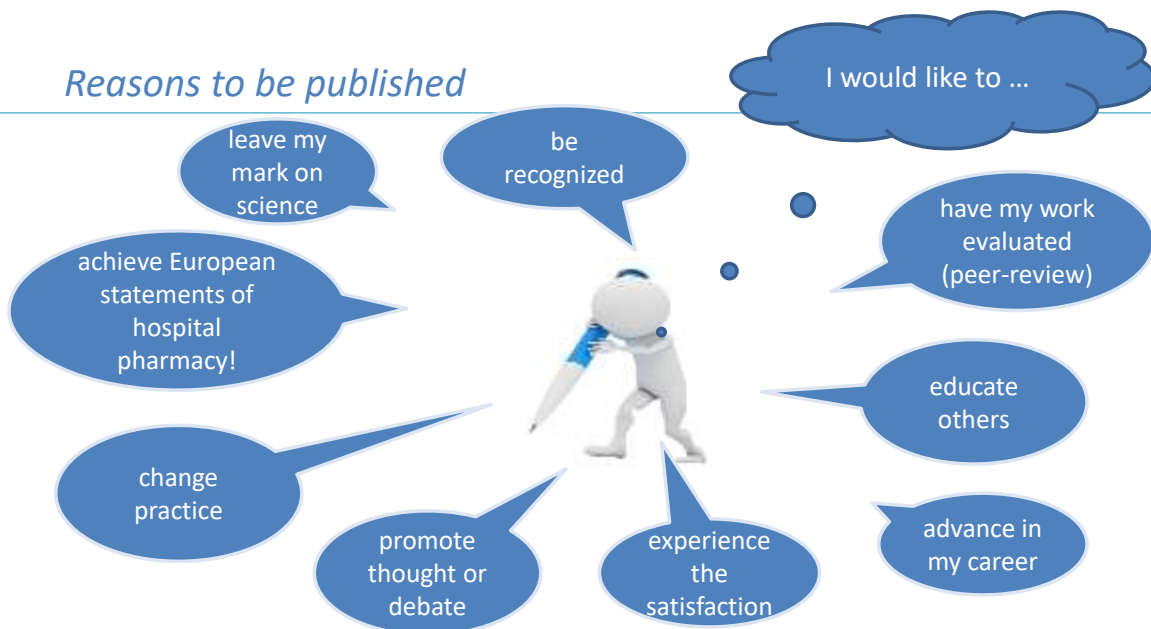 Reasons to be published
I would like to ...
leave my
mark on
science
be
recognized
have my work
evaluated
(peer-review)
achieve European
statements of
hospital
pharmacy!
educate
others
change
practice
promote
thought or
debate
experience
the
satisfaction
advance in
my career